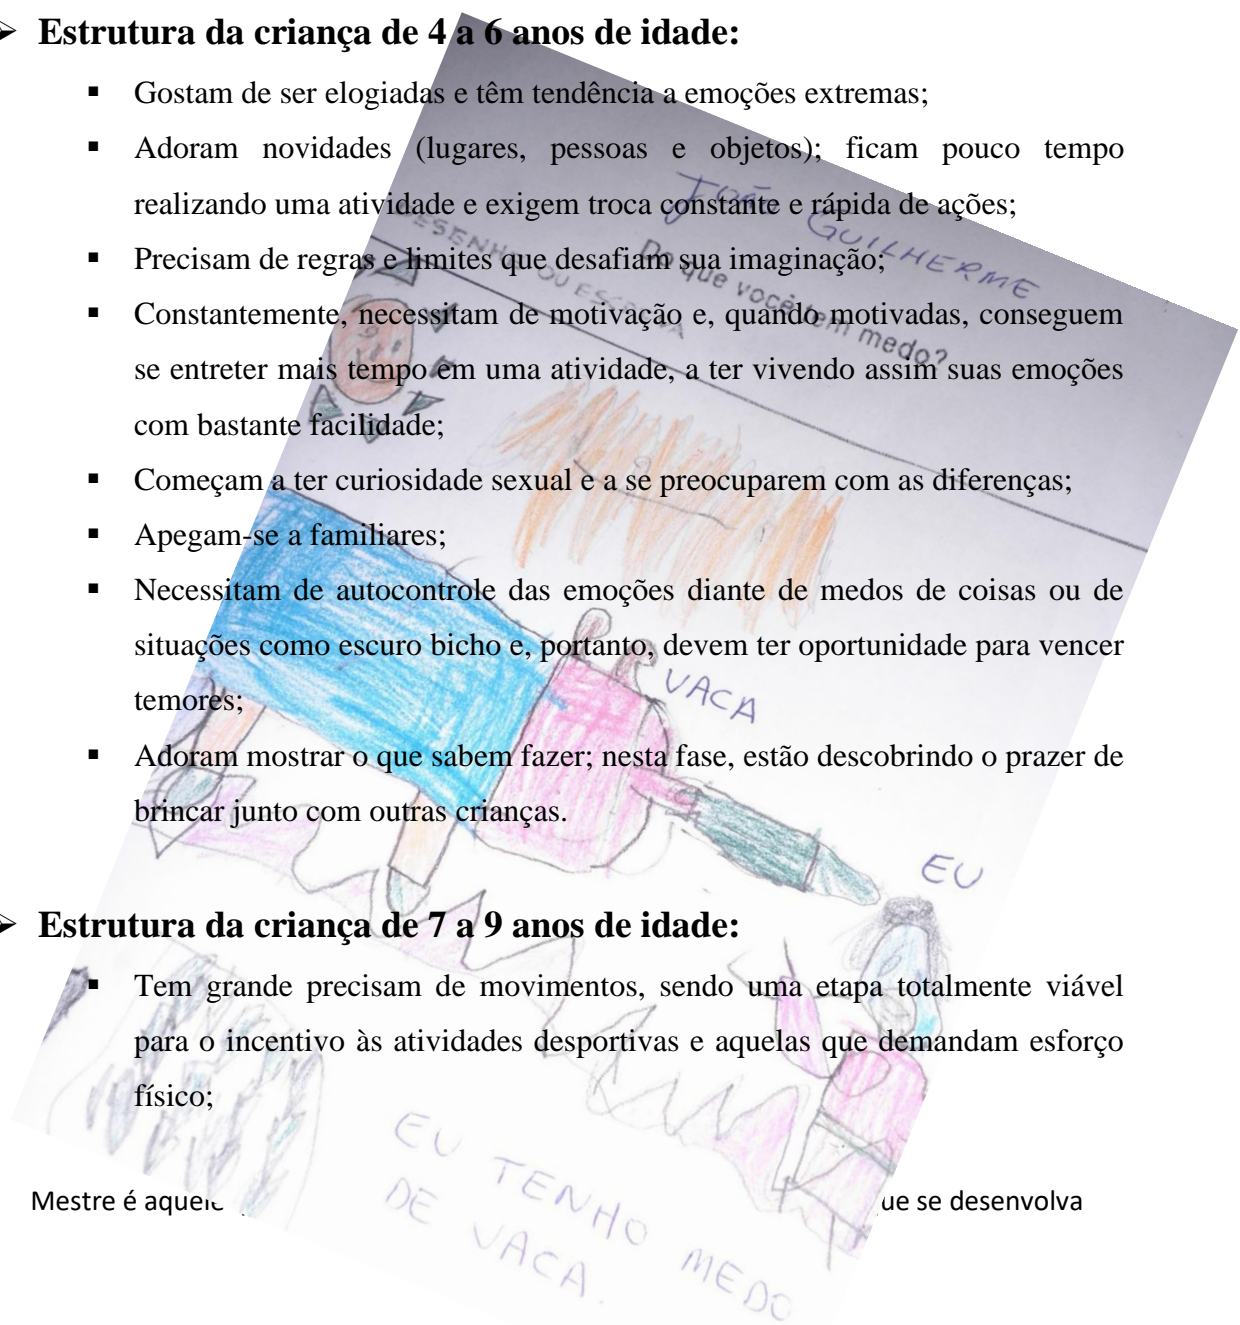 ➢ Estrutura da criança de 4 a 6 anos de idade:
▪ Gostam de ser elogiadas e têm tendência a emoções extremas;
▪ Adoram novidades (lugares, pessoas e objetos); ficam pouco tempo
realizando uma atividade e exigem troca constante e rápida de ações;
▪ Precisam de regras e limites que desafiam sua imaginação;
▪ Constantemente, necessitam de motivação e, quando motivadas, conseguem
se entreter mais tempo em uma atividade, a ter vivendo assim suas emoções
com bastante facilidade;
▪ Começam a ter curiosidade sexual e a se preocuparem com as diferenças;
▪ Apegam-se a familiares;
▪ Necessitam de autocontrole das emoções diante de medos de coisas ou de
situações como escuro bicho e, portanto, devem ter oportunidade para vencer
temores;
▪ Adoram mostrar o que sabem fazer; nesta fase, estão descobrindo o prazer de
brincar junto com outras crianças.
➢ Estrutura da criança de 7 a 9 anos de idade:
▪ Tem grande precisam de movimentos, sendo uma etapa totalmente viável
para o incentivo às atividades desportivas e aquelas que demandam esforço
físico;
JOÃO GUILHERME
Do que você tem medo?
DESENHO OU ESCRITA
VACA
EU
EU TENHO MEDO
DE VACA.
Mestre é aquele se desenvolva